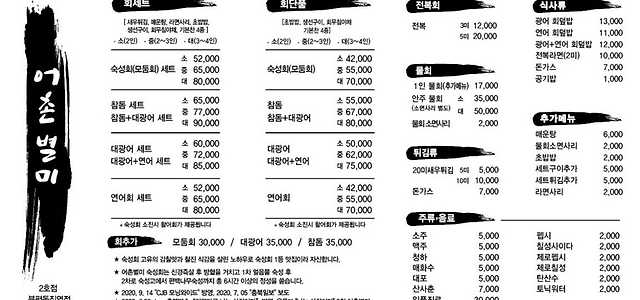 어촌별미
2호점
회세트
[ 새우튀김, 매운탕, 라면사리, 초밥밥,
생선구이, 회무침야채, 기본찬 4종 ]
- 소(2인) - 중(2~3인) - 대(3~4인)
숙성회(모둠회) 세트
소 52,000
중 65,000
대 80,000
참돔 세트
참돔+대광어 세트
소 65,000
중 77,000
대 90,000
대광어 세트
대광어+연어 세트
소 60,000
중 72,000
대 85,000
연어회 세트
소 52,000
중 65,000
대 80,000
* 숙성회 소진시 활어회가 제공됩니다
회단품
[ 초밥밥, 생선구이, 회무침야채,
기본찬 4종 ]
- 소(2인) - 중(2~3인) - 대(3~4인)
숙성회(모둠회)
소 42,000
중 55,000
대 70,000
참돔
참돔+대광어
소 55,000
중 67,000
대 80,000
대광어
대광어+연어
소 50,000
중 62,000
대 75,000
연어회
소 42,000
중 55,000
대 70,000
* 숙성회 소진시 활어회가 제공됩니다
회추가 모둠회 30,000 / 대광어 35,000 / 참돔 35,000
★ 숙성회 고유의 감칠맛과 찰진 식감을 살린 노하우로 회한 1등 맛집이라 자신합니다.
★ 어촌별미 숙성회는 신경죽살 후 방혈을 거치고 1차 얼음물 숙성 후
2차로 숙성고에서 완벽나무숙성까지 총 6시간 이상의 정성을 쏟습니다.
★ 2020, 9, 14 "CJB 모닝와이드" 방영, 2020, 7, 05 "충북일보" 보도
전복회
전복 3미 12,000
5미 20,000
물회
1인 물회(추가메뉴) 17,000
안주 물회 소 35,000
(소면사리 별도) 대 50,000
물회소면사리 2,000
튀김류
20미새우튀김 5미 5,000
10미 10,000
돈가스 7,000
주류·음료
소주 5,000
맥주 5,000
청하 5,000
매화수 5,000
대포 5,000
산사춘 7,000
펩시 2,000
칠성사이다 2,000
제로펩시 2,000
제로칠성 2,000
탄산수 2,000
토닉워터 2,000
식사류
광어 회덮밥 13,000
연어 회덮밥 11,000
광어+연어 회덮밥 12,000
전복라면(2미) 10,000
돈가스 7,000
공기밥 1,000
추가메뉴
매운탕 6,000
물회소면사리 2,000
초밥밥 2,000
세트구이추가 5,000
세트튀김추가 5,000
라면사리 2,000